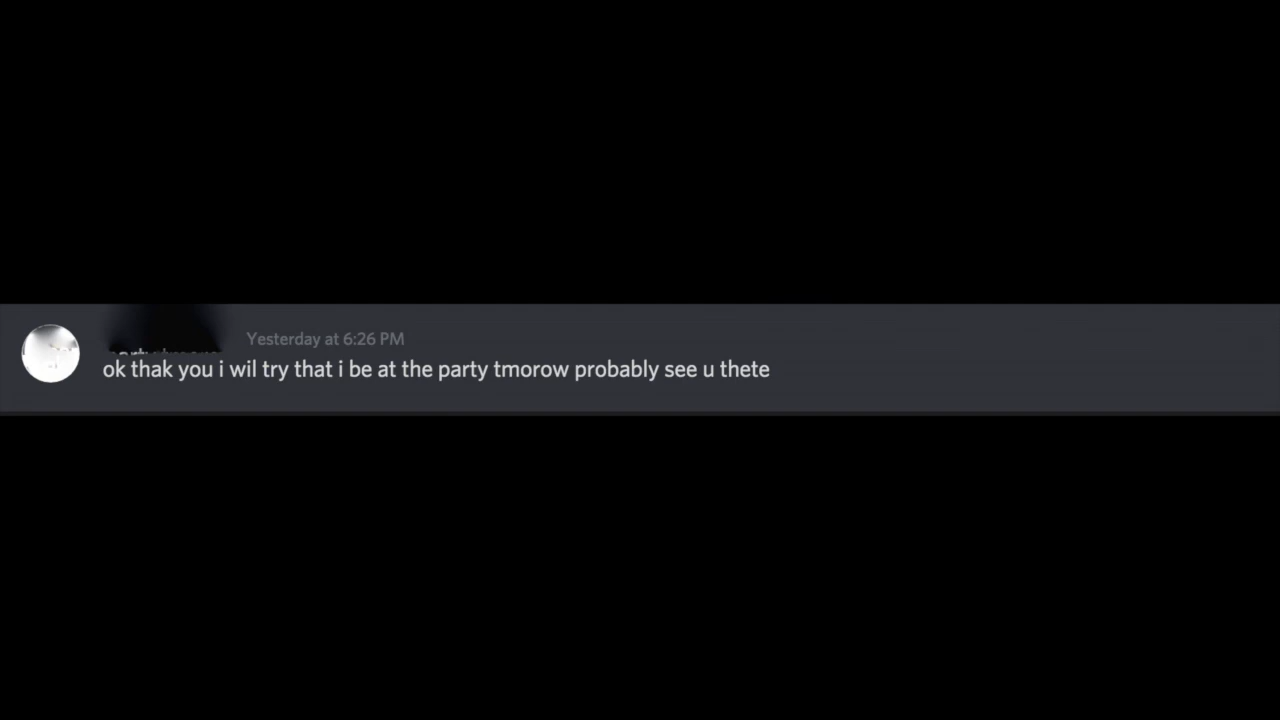 Yesterday at 6:26 PM
ok thak you i wil try that i be at the party tmorow probably see u thete